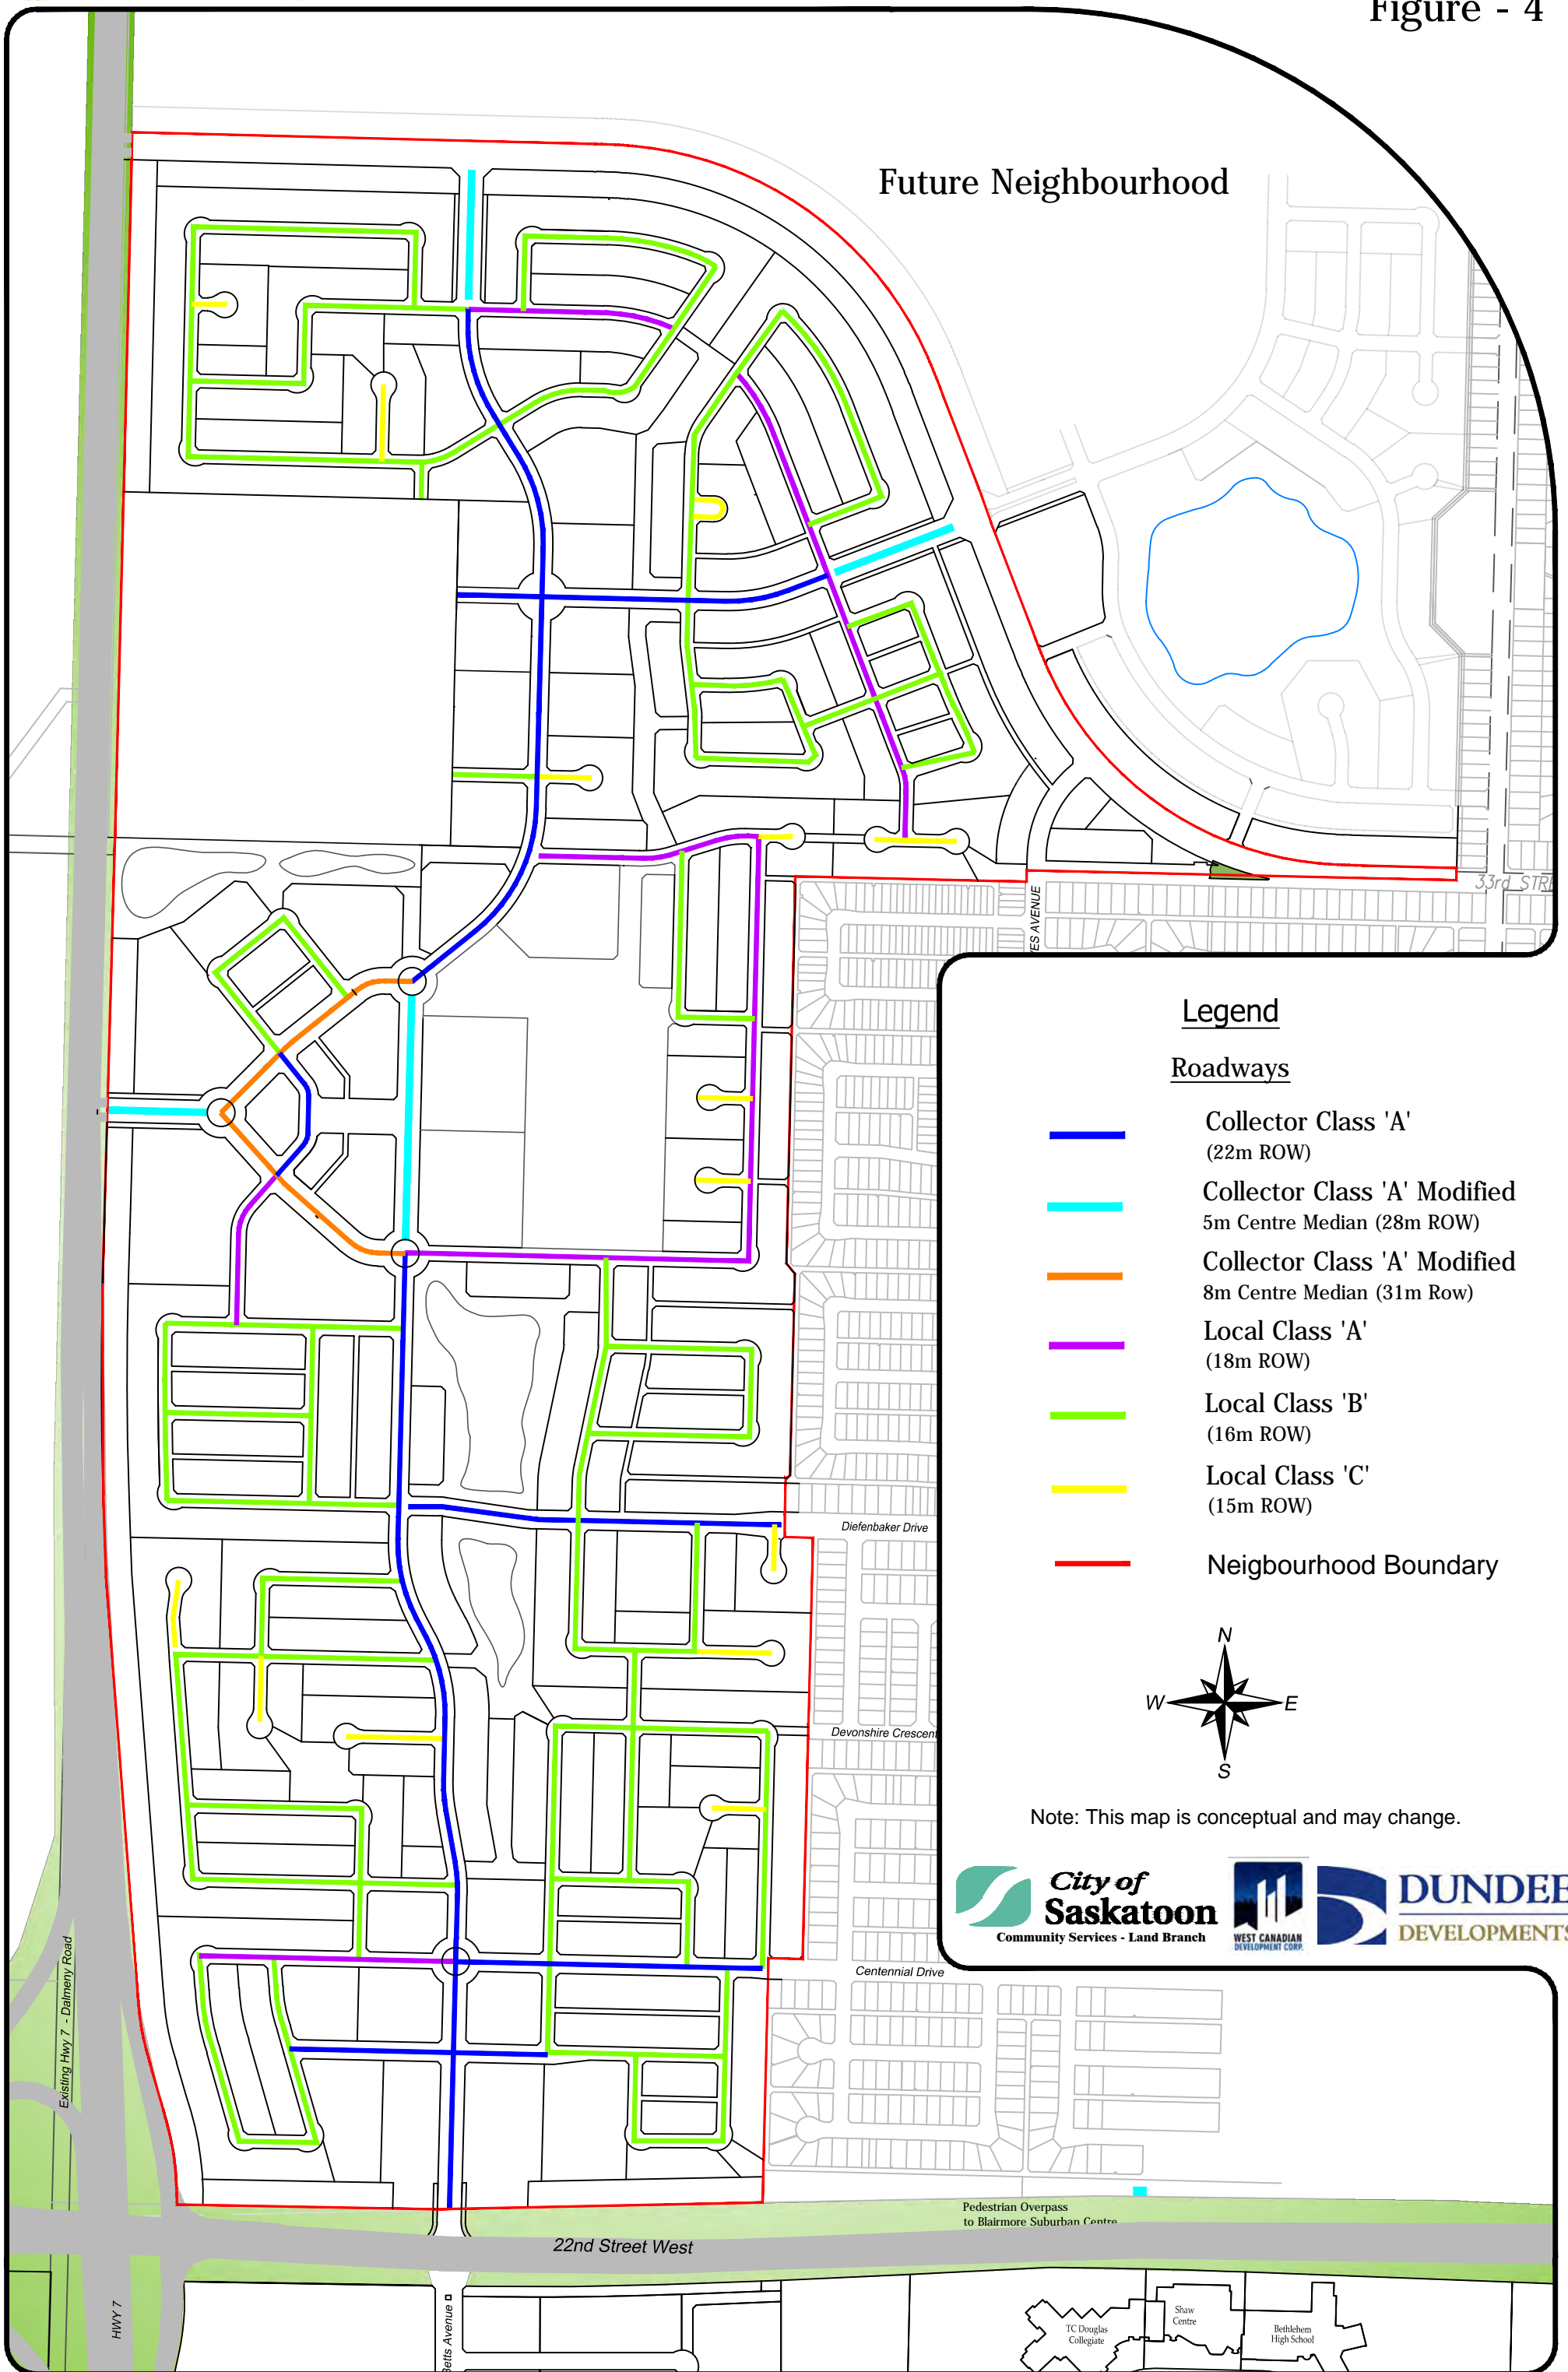 Figure - 4
Future Neighbourhood
33rd STRE
ES AVENUE
Legend
Roadways
Collector Class 'A'
(22m ROW)
Collector Class 'A' Modified
5m Centre Median (28m ROW)
Collector Class 'A' Modified
8m Centre Median (31m Row)
Local Class 'A'
(18m ROW)
Local Class 'B'
(16m ROW)
Local Class 'C'
(15m ROW)
Neigbourhood Boundary
N
W
E
S
Note: This map is conceptual and may change.
City of
Saskatoon
Community Services - Land Branch
WEST CANADIAN
DEVELOPMENT CORP.
DUNDEE
DEVELOPMENTS
Diefenbaker Drive
Devonshire Crescent
Centennial Drive
Existing Hwy 7 - Dalmeny Road
Pedestrian Overpass
to Blairmore Suburban Centre
22nd Street West
HWY 7
Betts Avenue
TC Douglas
Collegiate
Shaw
Centre
Bethlehem
High School